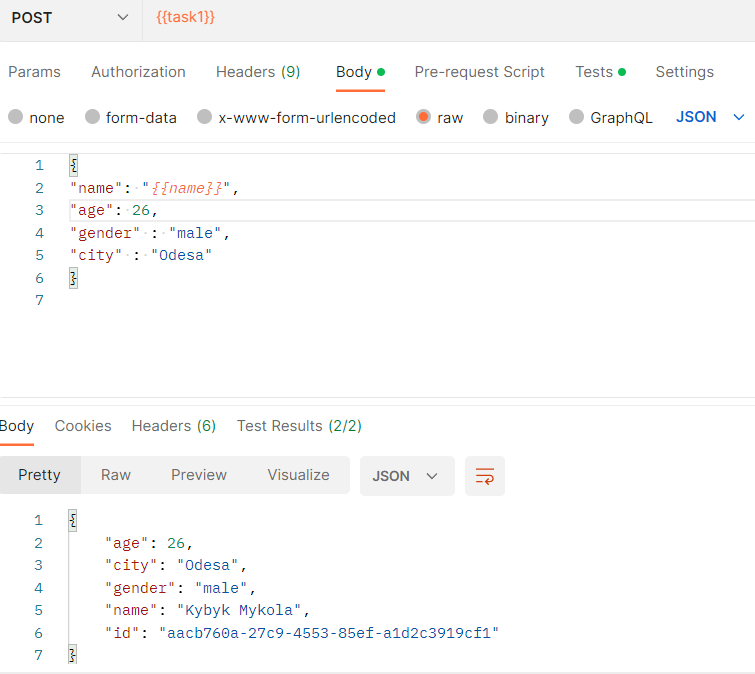 POST {{task1}}
Params Authorization Headers (9) Body Pre-request Script Tests Settings
none form-data x-www-form-urlencoded raw binary GraphQL JSON
1 {
2 "name": "{{name}}",
3 "age": 26,
4 "gender" : "male",
5 "city" : "Odesa"
6 }
7
Body Cookies Headers (6) Test Results (2/2)
Pretty Raw Preview Visualize JSON
1 {
2 "age": 26,
3 "city": "Odesa",
4 "gender": "male",
5 "name": "Kybyk Mykola",
6 "id": "aacb760a-27c9-4553-85ef-a1d2c3919cf1"
7 }